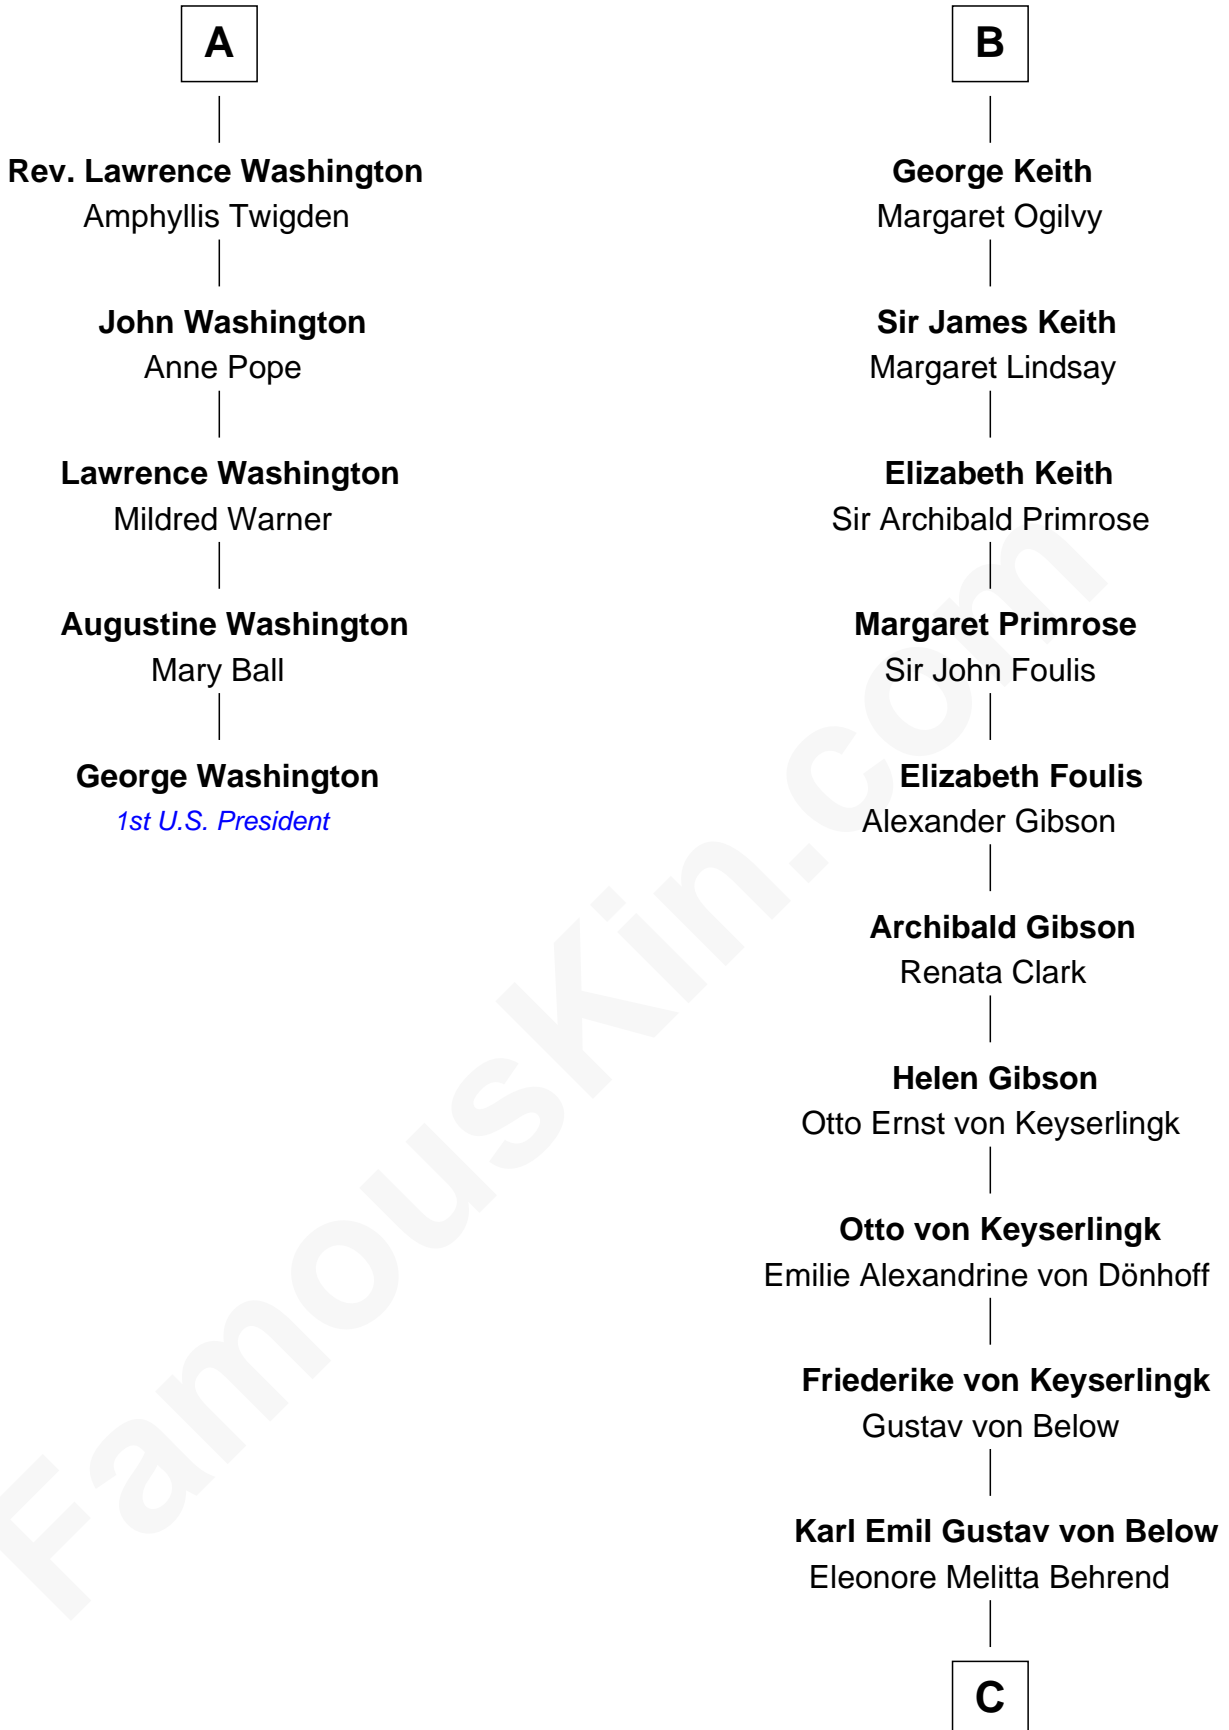 A
Rev. Lawrence Washington
Amphyllis Twigden
John Washington
Anne Pope
Lawrence Washington
Mildred Warner
Augustine Washington
Mary Ball
George Washington
1st U.S. President
B
George Keith
Margaret Ogilvy
Sir James Keith
Margaret Lindsay
Elizabeth Keith
Sir Archibald Primrose
Margaret Primrose
Sir John Foulis
Elizabeth Foulis
Alexander Gibson
Archibald Gibson
Renata Clark
Helen Gibson
Otto Ernst von Keyserlingk
Otto von Keyserlingk
Emilie Alexandrine von Dönhoff
Friederike von Keyserlingk
Gustav von Below
Karl Emil Gustav von Below
Eleonore Melitta Behrend
C
FamousKin.com